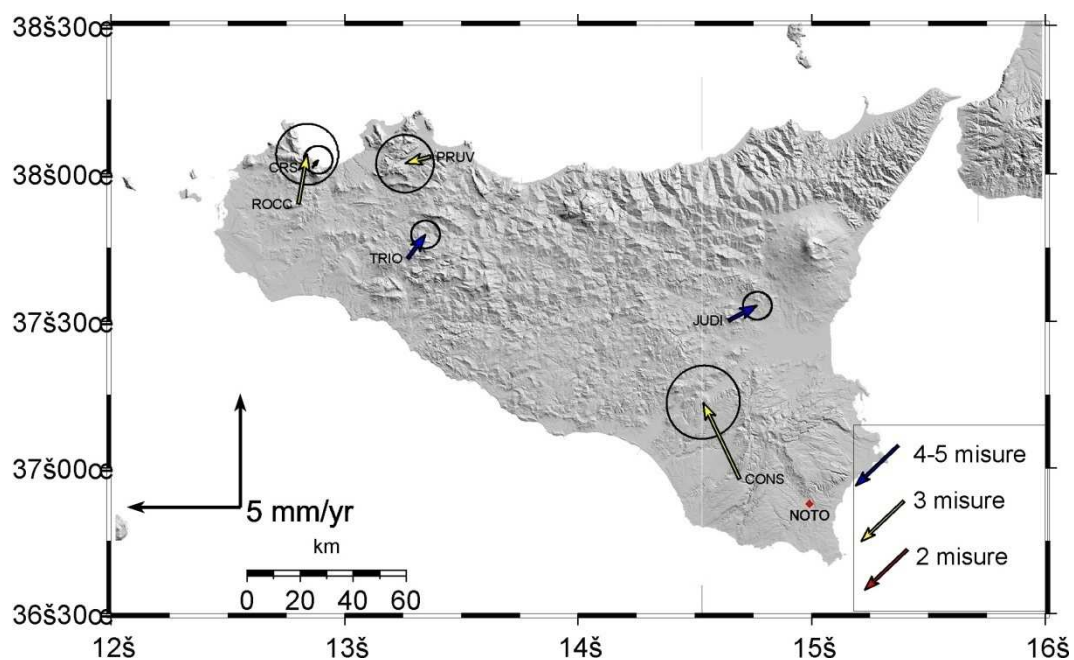 38š30œ
38š00œ
37š30œ
37š00œ
36š30œ
CRS
PRUV
ROCC
TRIO
JUDI
CONS
NOTO
5 mm/yr
km
0 20 40 60
4-5 misure
3 misure
2 misure
12š 13š 14š 15š 16š